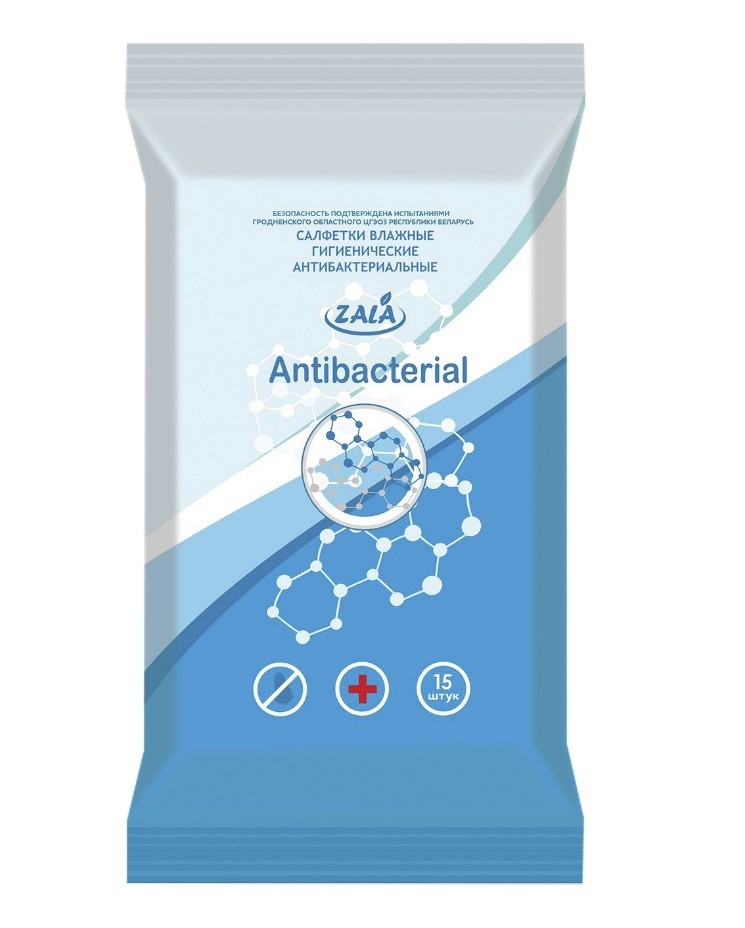 БЕЗОПАСНОСТЬ ПОДТВЕРЖДЕНА ИСПЫТАНИЯМИ
ГРОДНЕНСКОГО ОБЛАСТНОГО ЦГЭОЗ РЕСПУБЛИКИ БЕЛАРУСЬ
САЛФЕТКИ ВЛАЖНЫЕ
ГИГИЕНИЧЕСКИЕ
АНТИБАКТЕРИАЛЬНЫЕ
ZALA
Antibacterial
15
штук